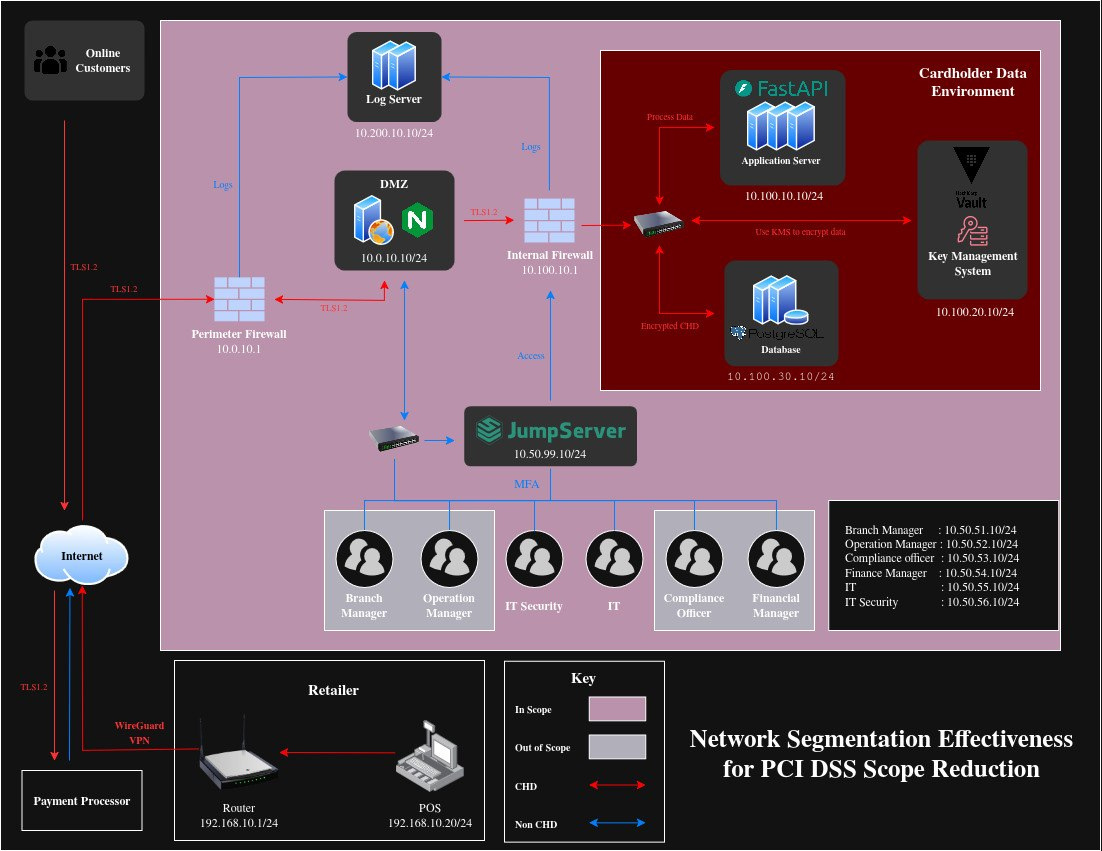 Online
Customers
Log Server
10.200.10.10/24
Logs
Logs
DMZ
N
10.0.10.10/24
TLS1.2
Internal Firewall
10.100.10.1
TLS1.2
TLS1.2
TLS1.2
Perimeter Firewall
10.0.10.1
Access
Cardholder Data
Environment
FastAPI
Process Data
Application Server
10.100.10.10/24
HashiCorp
Vault
Use KMS to encrypt data
Key Management
System
10.100.20.10/24
Encrypted CHD
PostgreSQL
Database
10.100.30.10/24
JumpServer
10.50.99.10/24
MFA
Internet
Branch
Manager
Operation
Manager
IT Security
IT
Compliance
Officer
Financial
Manager
Branch Manager : 10.50.51.10/24
Operation Manager : 10.50.52.10/24
Compliance officer : 10.50.53.10/24
Finance Manager : 10.50.54.10/24
IT : 10.50.55.10/24
IT Security : 10.50.56.10/24
TLS1.2
WireGuard
VPN
Payment Processor
Retailer
Router
192.168.10.1/24
POS
192.168.10.20/24
Key
In Scope
Out of Scope
CHD
Non CHD
Network Segmentation Effectiveness
for PCI DSS Scope Reduction